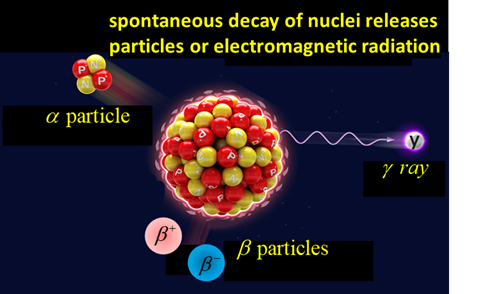 spontaneous decay of nuclei releases
particles or electromagnetic radiation
P N
N P
α particle
γ
γ ray
β⁺
β⁻
β particles